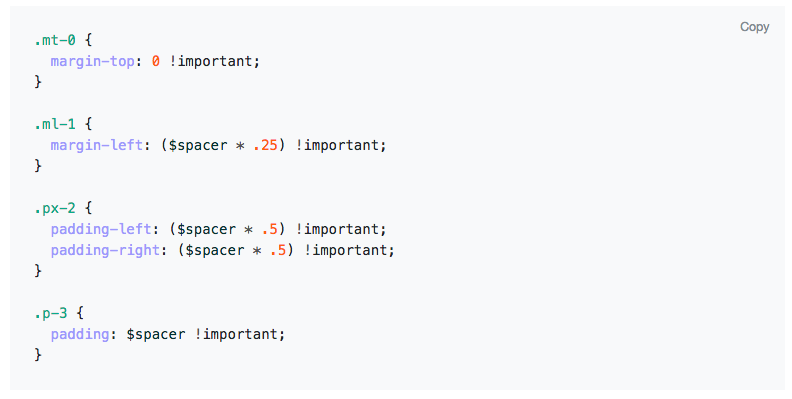 Copy
.mt-0 {
  margin-top: 0 !important;
}
.ml-1 {
  margin-left: ($spacer * .25) !important;
}
.px-2 {
  padding-left: ($spacer * .5) !important;
  padding-right: ($spacer * .5) !important;
}
.p-3 {
  padding: $spacer !important;
}